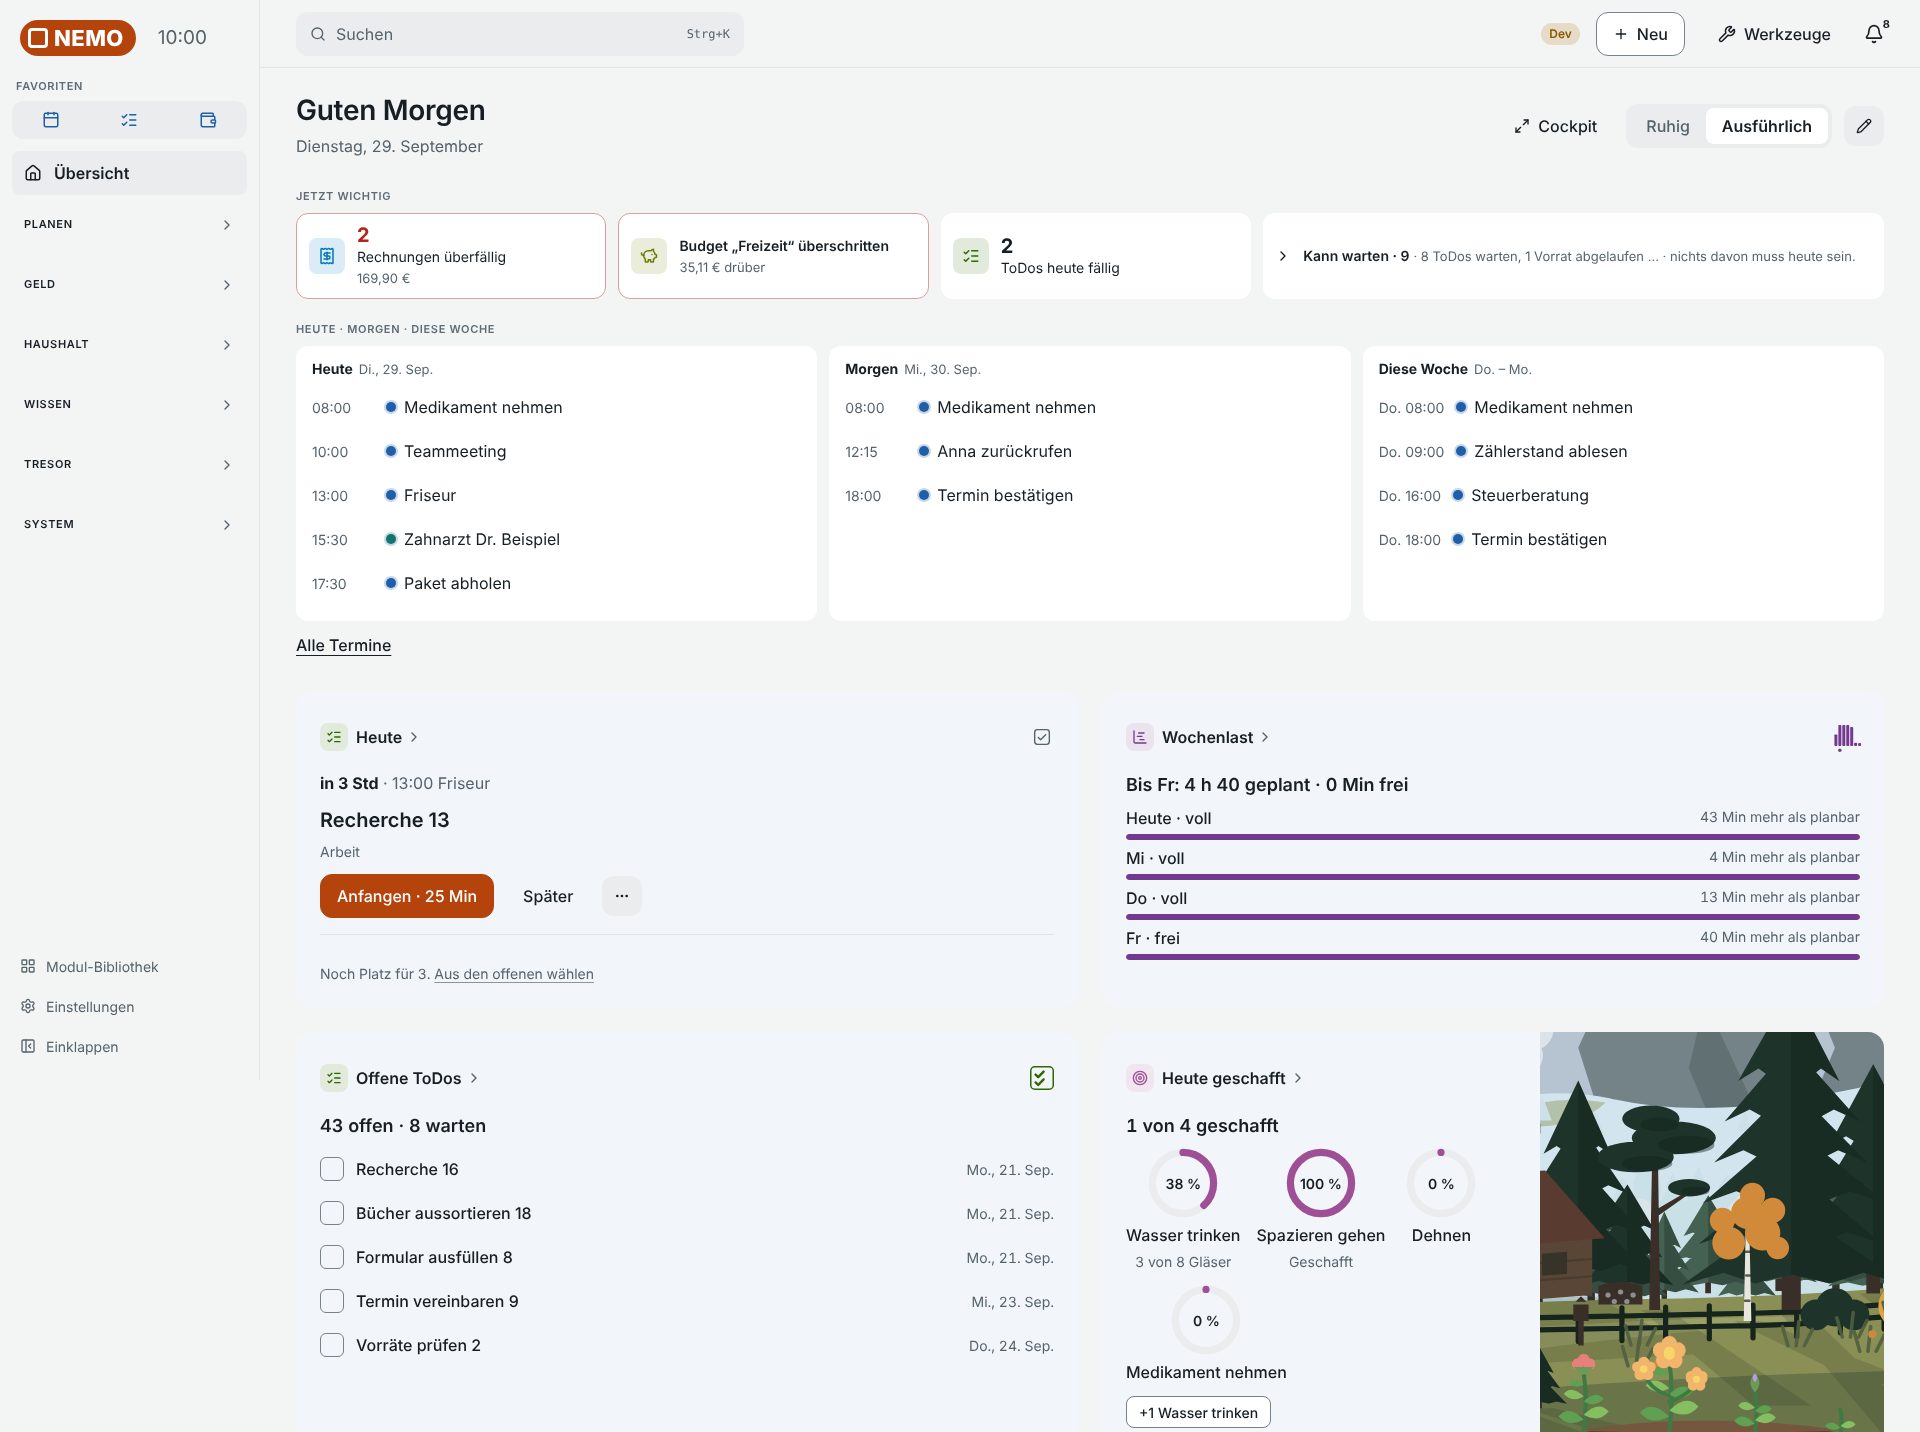 NEMO
10:00
Suchen
Strg+K
Dev
Neu
Werkzeuge
8
FAVORITEN
Übersicht
PLANEN
GELD
HAUSHALT
WISSEN
TRESOR
SYSTEM
Modul-Bibliothek
Einstellungen
Einklappen
Guten Morgen
Dienstag, 29. September
Cockpit
Ruhig
Ausführlich
JETZT WICHTIG
2
Rechnungen überfällig
169,90 €
Budget „Freizeit“ überschritten
35,11 € drüber
2
ToDos heute fällig
Kann warten · 9 · 8 ToDos warten, 1 Vorrat abgelaufen … · nichts davon muss heute sein.
HEUTE · MORGEN · DIESE WOCHE
Heute Di., 29. Sep.
08:00 Medikament nehmen
10:00 Teammeeting
13:00 Friseur
15:30 Zahnarzt Dr. Beispiel
17:30 Paket abholen
Morgen Mi., 30. Sep.
08:00 Medikament nehmen
12:15 Anna zurückrufen
18:00 Termin bestätigen
Diese Woche Do. – Mo.
Do. 08:00 Medikament nehmen
Do. 09:00 Zählerstand ablesen
Do. 16:00 Steuerberatung
Do. 18:00 Termin bestätigen
Alle Termine
Heute
in 3 Std · 13:00 Friseur
Recherche 13
Arbeit
Anfangen · 25 Min
Später
Noch Platz für 3. Aus den offenen wählen
Wochenlast
Bis Fr: 4 h 40 geplant · 0 Min frei
Heute · voll 43 Min mehr als planbar
Mi · voll 4 Min mehr als planbar
Do · voll 13 Min mehr als planbar
Fr · frei 40 Min mehr als planbar
Offene ToDos
43 offen · 8 warten
Recherche 16 Mo., 21. Sep.
Bücher aussortieren 18 Mo., 21. Sep.
Formular ausfüllen 8 Mo., 21. Sep.
Termin vereinbaren 9 Mi., 23. Sep.
Vorräte prüfen 2 Do., 24. Sep.
Heute geschafft
1 von 4 geschafft
38 %
Wasser trinken
3 von 8 Gläser
100 %
Spazieren gehen
Geschafft
0 %
Dehnen
0 %
Medikament nehmen
+1 Wasser trinken